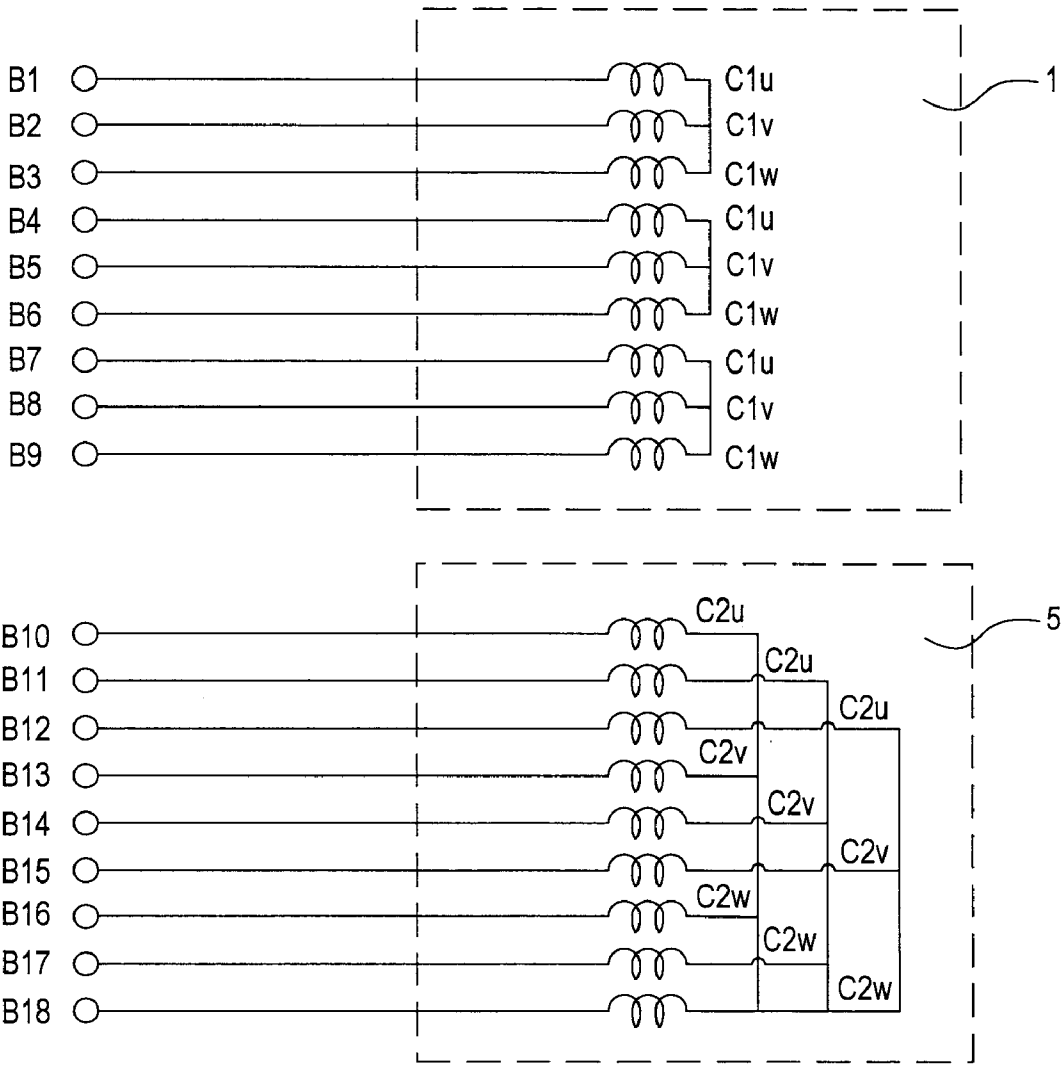 B1 C1u 1
B2 C1v
B3 C1w
B4 C1u
B5 C1v
B6 C1w
B7 C1u
B8 C1v
B9 C1w
B10 C2u 5
B11 C2u
B12 C2u
B13 C2v
B14 C2v
B15 C2v
B16 C2w
B17 C2w
B18 C2w